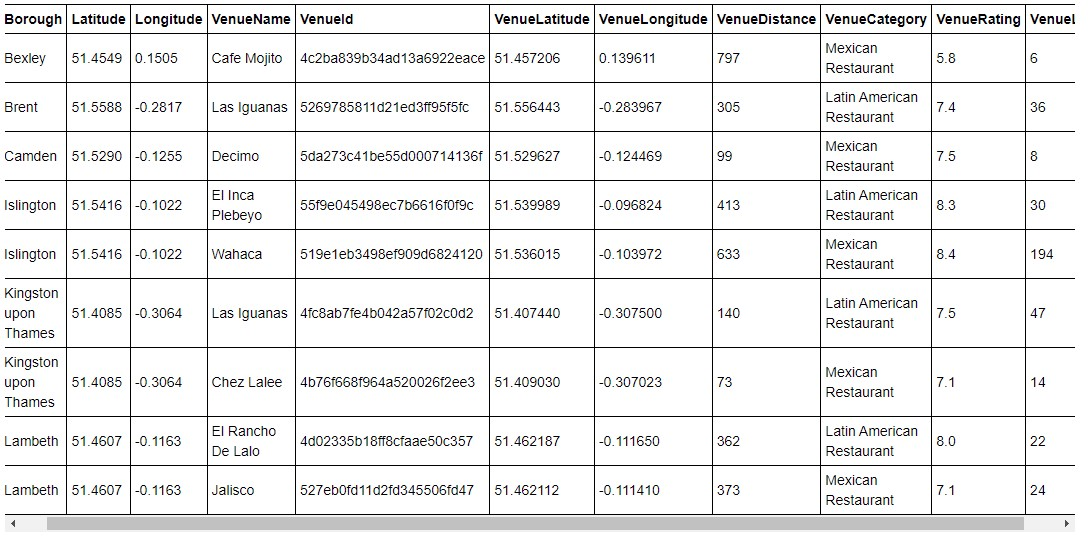 Borough Latitude Longitude VenueName VenueId VenueLatitude VenueLongitude VenueDistance VenueCategory VenueRating VenueL
Bexley 51.4549 0.1505 Cafe Mojito 4c2ba839b34ad13a6922eace 51.457206 0.139611 797 Mexican Restaurant 5.8 6
Brent 51.5588 -0.2817 Las Iguanas 5269785811d21ed3ff95f5fc 51.556443 -0.283967 305 Latin American Restaurant 7.4 36
Camden 51.5290 -0.1255 Decimo 5da273c41be55d000714136f 51.529627 -0.124469 99 Mexican Restaurant 7.5 8
Islington 51.5416 -0.1022 El Inca Plebeyo 55f9e045498ec7b6616f0f9c 51.539989 -0.096824 413 Latin American Restaurant 8.3 30
Islington 51.5416 -0.1022 Wahaca 519e1eb3498ef909d6824120 51.536015 -0.103972 633 Mexican Restaurant 8.4 194
Kingston upon Thames 51.4085 -0.3064 Las Iguanas 4fc8ab7fe4b042a57f02c0d2 51.407440 -0.307500 140 Latin American Restaurant 7.5 47
Kingston upon Thames 51.4085 -0.3064 Chez Lalee 4b76f668f964a520026f2ee3 51.409030 -0.307023 73 Mexican Restaurant 7.1 14
Lambeth 51.4607 -0.1163 El Rancho De Lalo 4d02335b18ff8cfaae50c357 51.462187 -0.111650 362 Latin American Restaurant 8.0 22
Lambeth 51.4607 -0.1163 Jalisco 527eb0fd11d2fd345506fd47 51.462112 -0.111410 373 Mexican Restaurant 7.1 24